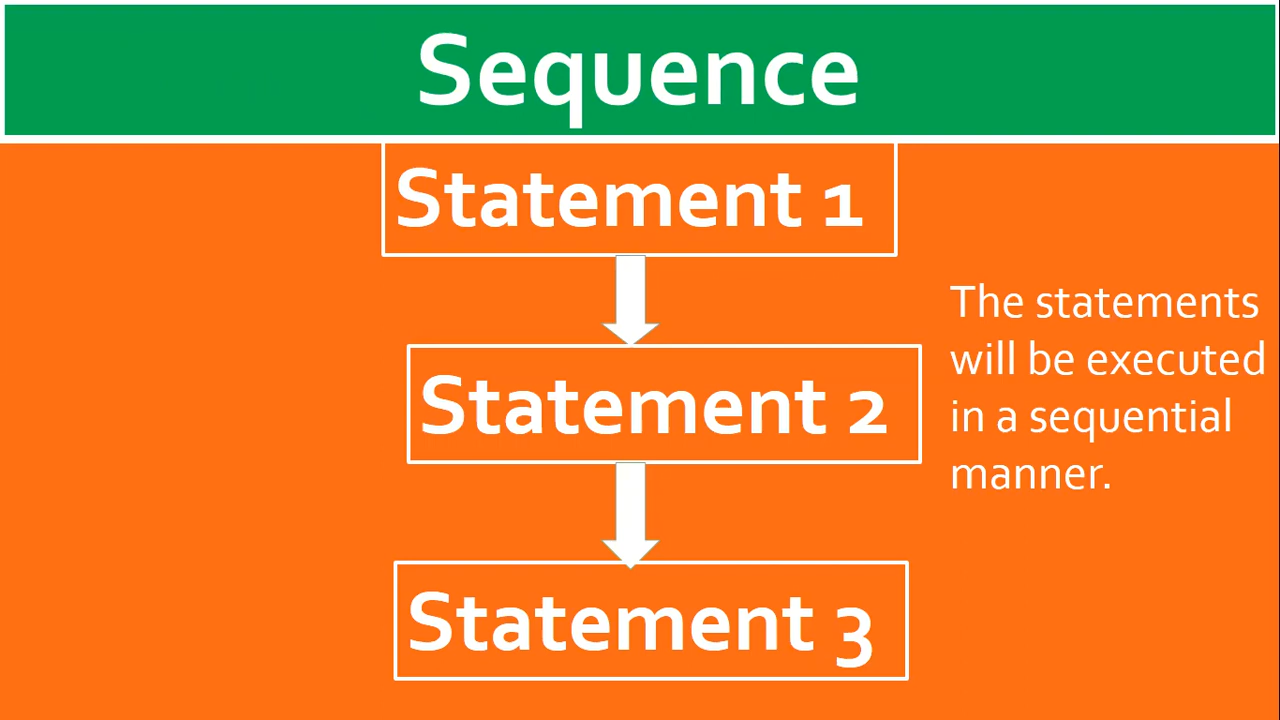 Sequence
Statement 1
Statement 2
Statement 3
The statements
will be executed
in a sequential
manner.